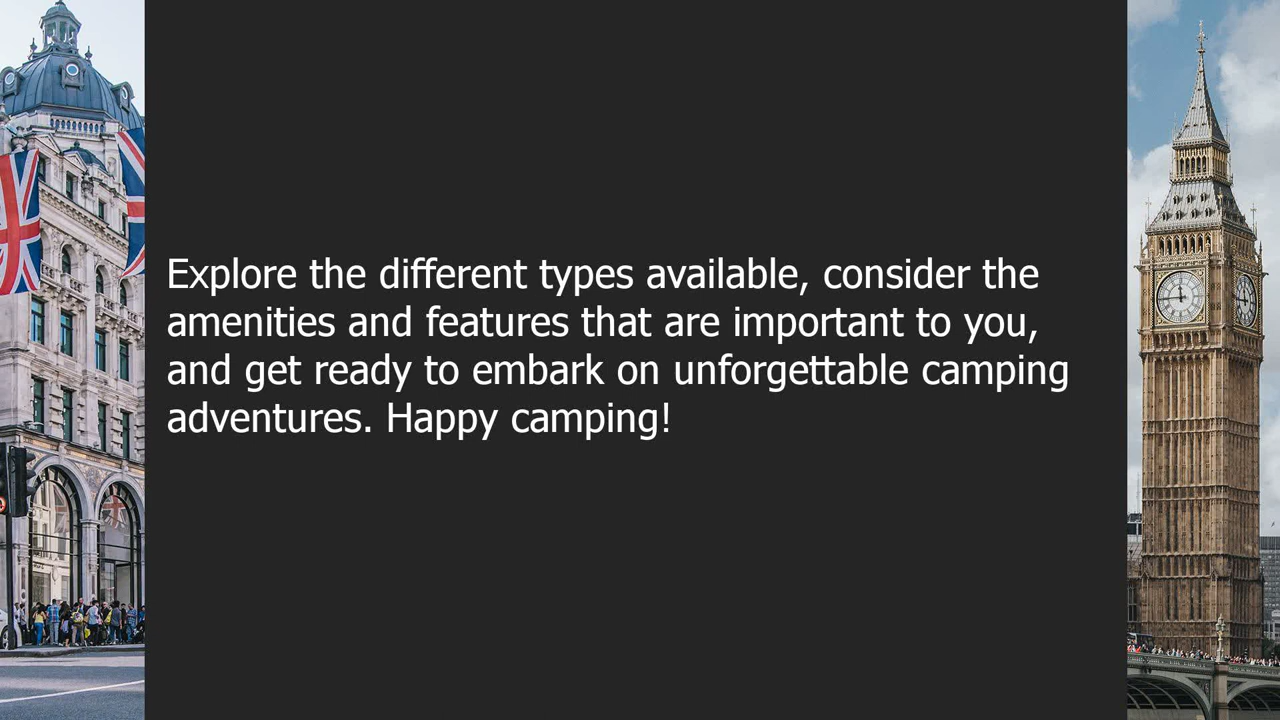 Explore the different types available, consider the
amenities and features that are important to you,
and get ready to embark on unforgettable camping
adventures. Happy camping!